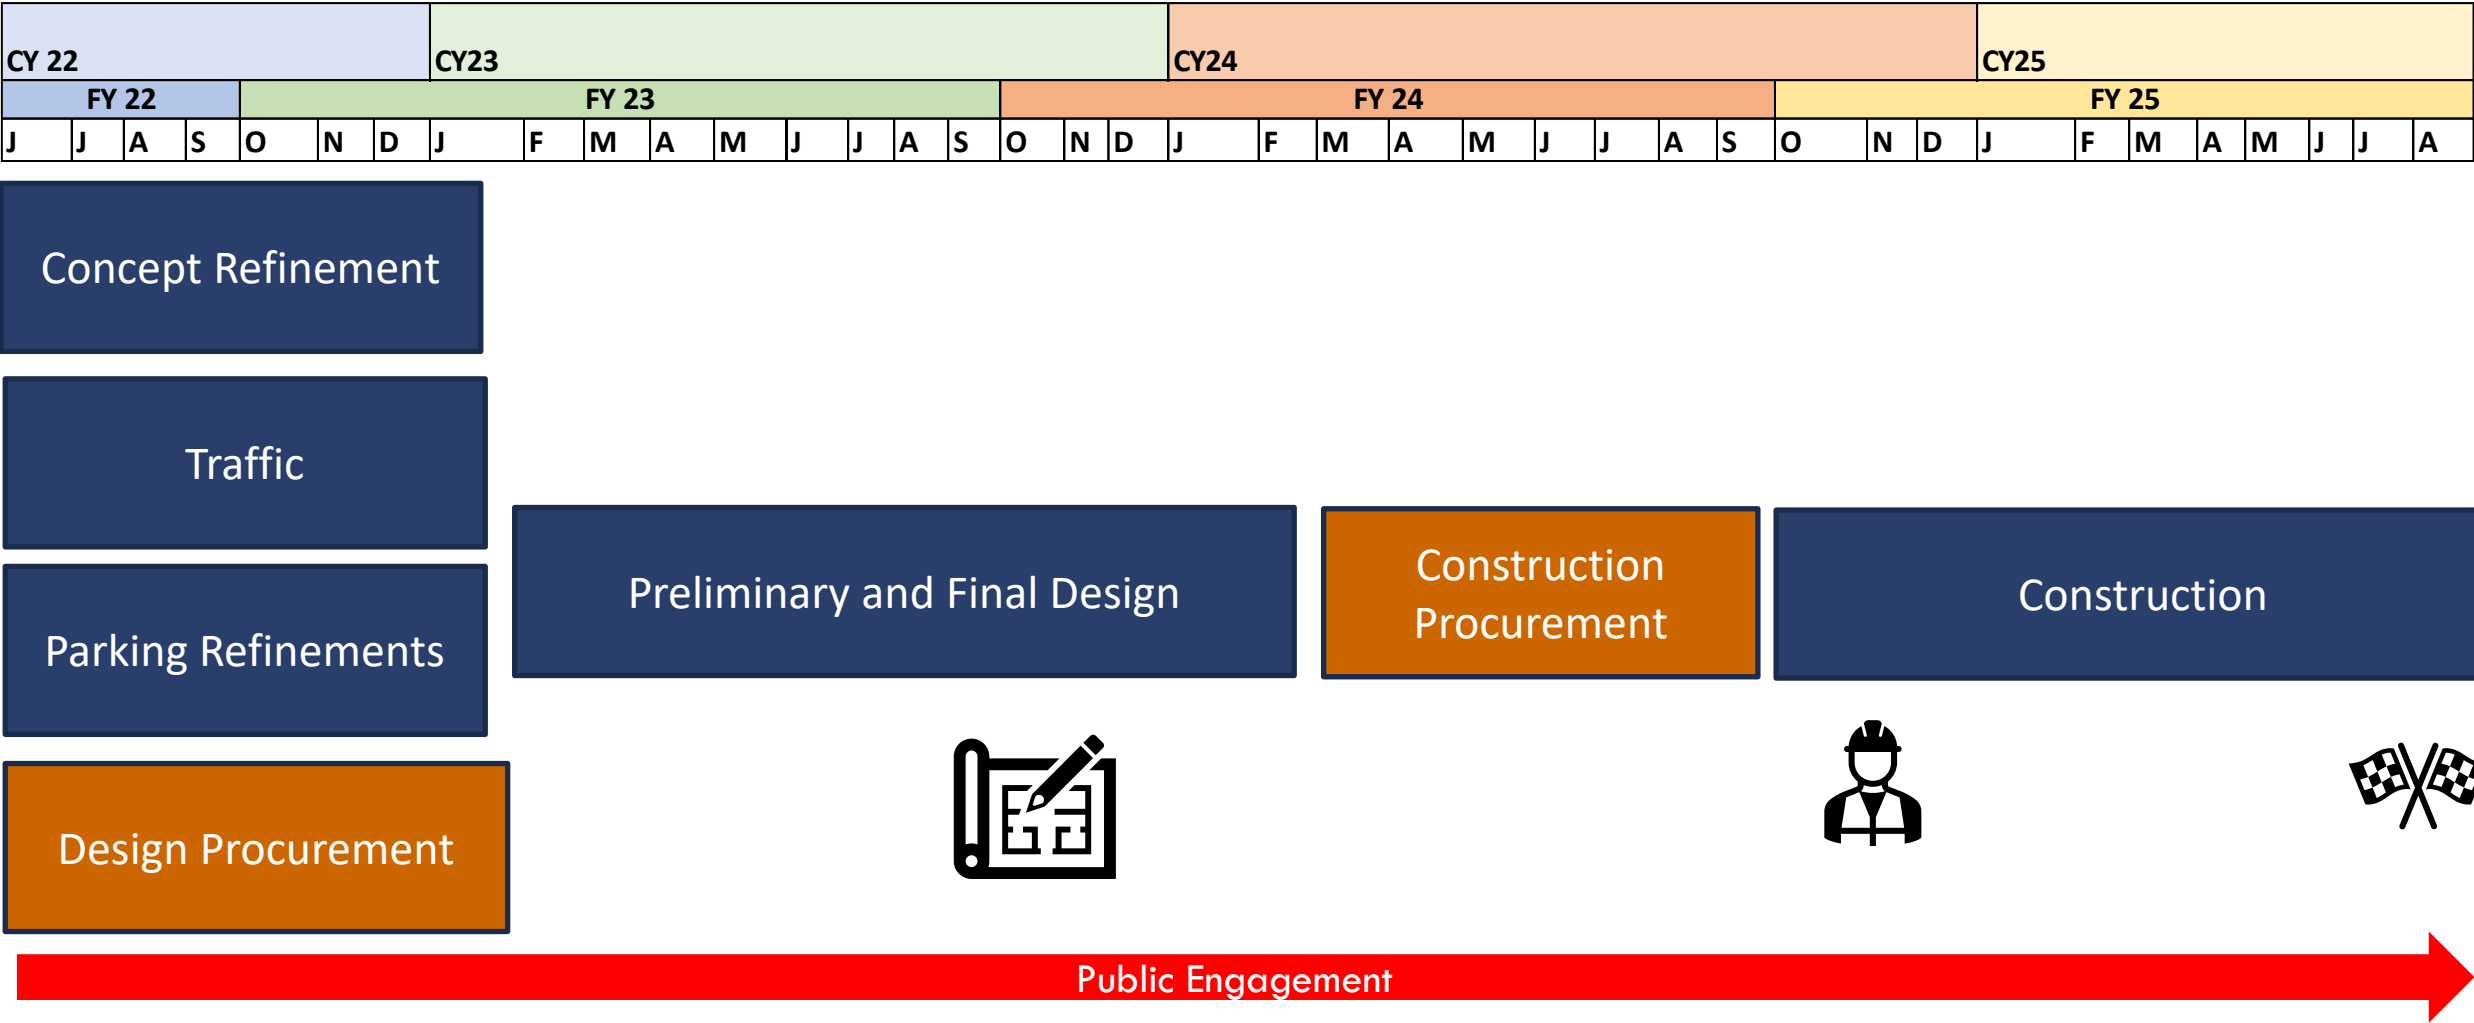 CY 22 CY23 CY24 CY25
FY 22 FY 23 FY 24 FY 25
J J A S O N D J F M A M J J A S O N D J F M A M J J A S O N D J F M A M J J A
Concept Refinement
Traffic
Parking Refinements
Design Procurement
Preliminary and Final Design
Construction
Procurement
Construction
Public Engagement